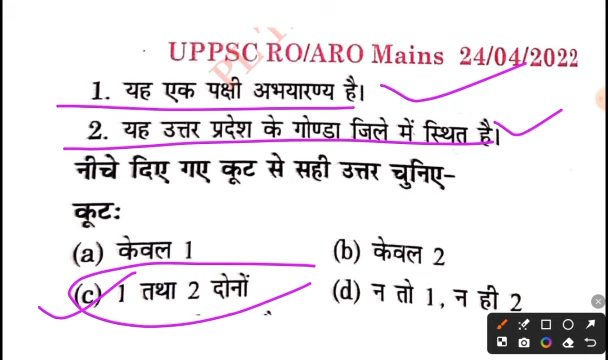 UPPSC RO/ARO Mains 24/04/2022
1. यह एक पक्षी अभयारण्य है।
2. यह उत्तर प्रदेश के गोण्डा जिले में स्थित है।
नीचे दिए गए कूट से सही उत्तर चुनिए-
कूटः
(a) केवल 1 (b) केवल 2
(c) 1 तथा 2 दोनों (d) न तो 1, न ही 2